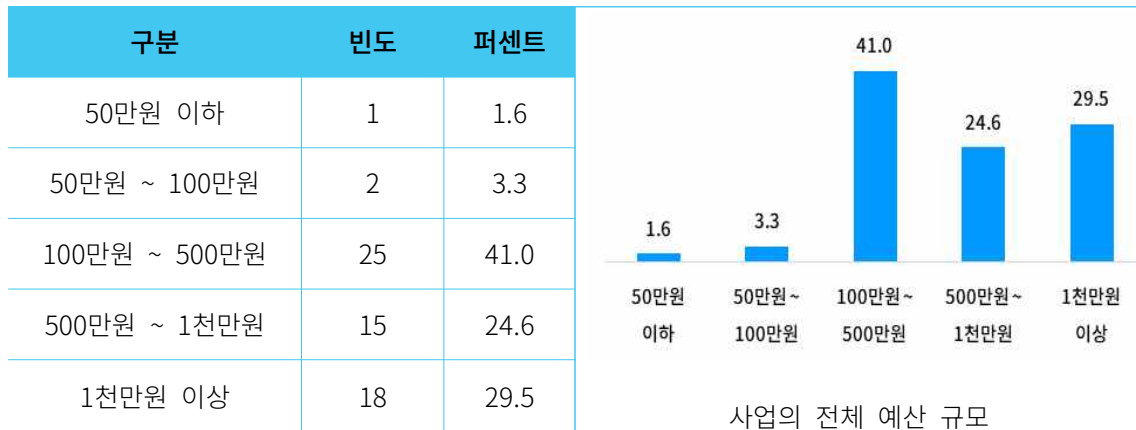 구분 빈도 퍼센트
50만원 이하 1 1.6
50만원 ~ 100만원 2 3.3
100만원 ~ 500만원 25 41.0
500만원 ~ 1천만원 15 24.6
1천만원 이상 18 29.5
41.0
29.5
24.6
3.3
1.6
50만원 50만원~ 100만원~ 500만원~ 1천만원
이하 100만원 500만원 1천만원 이상
사업의 전체 예산 규모